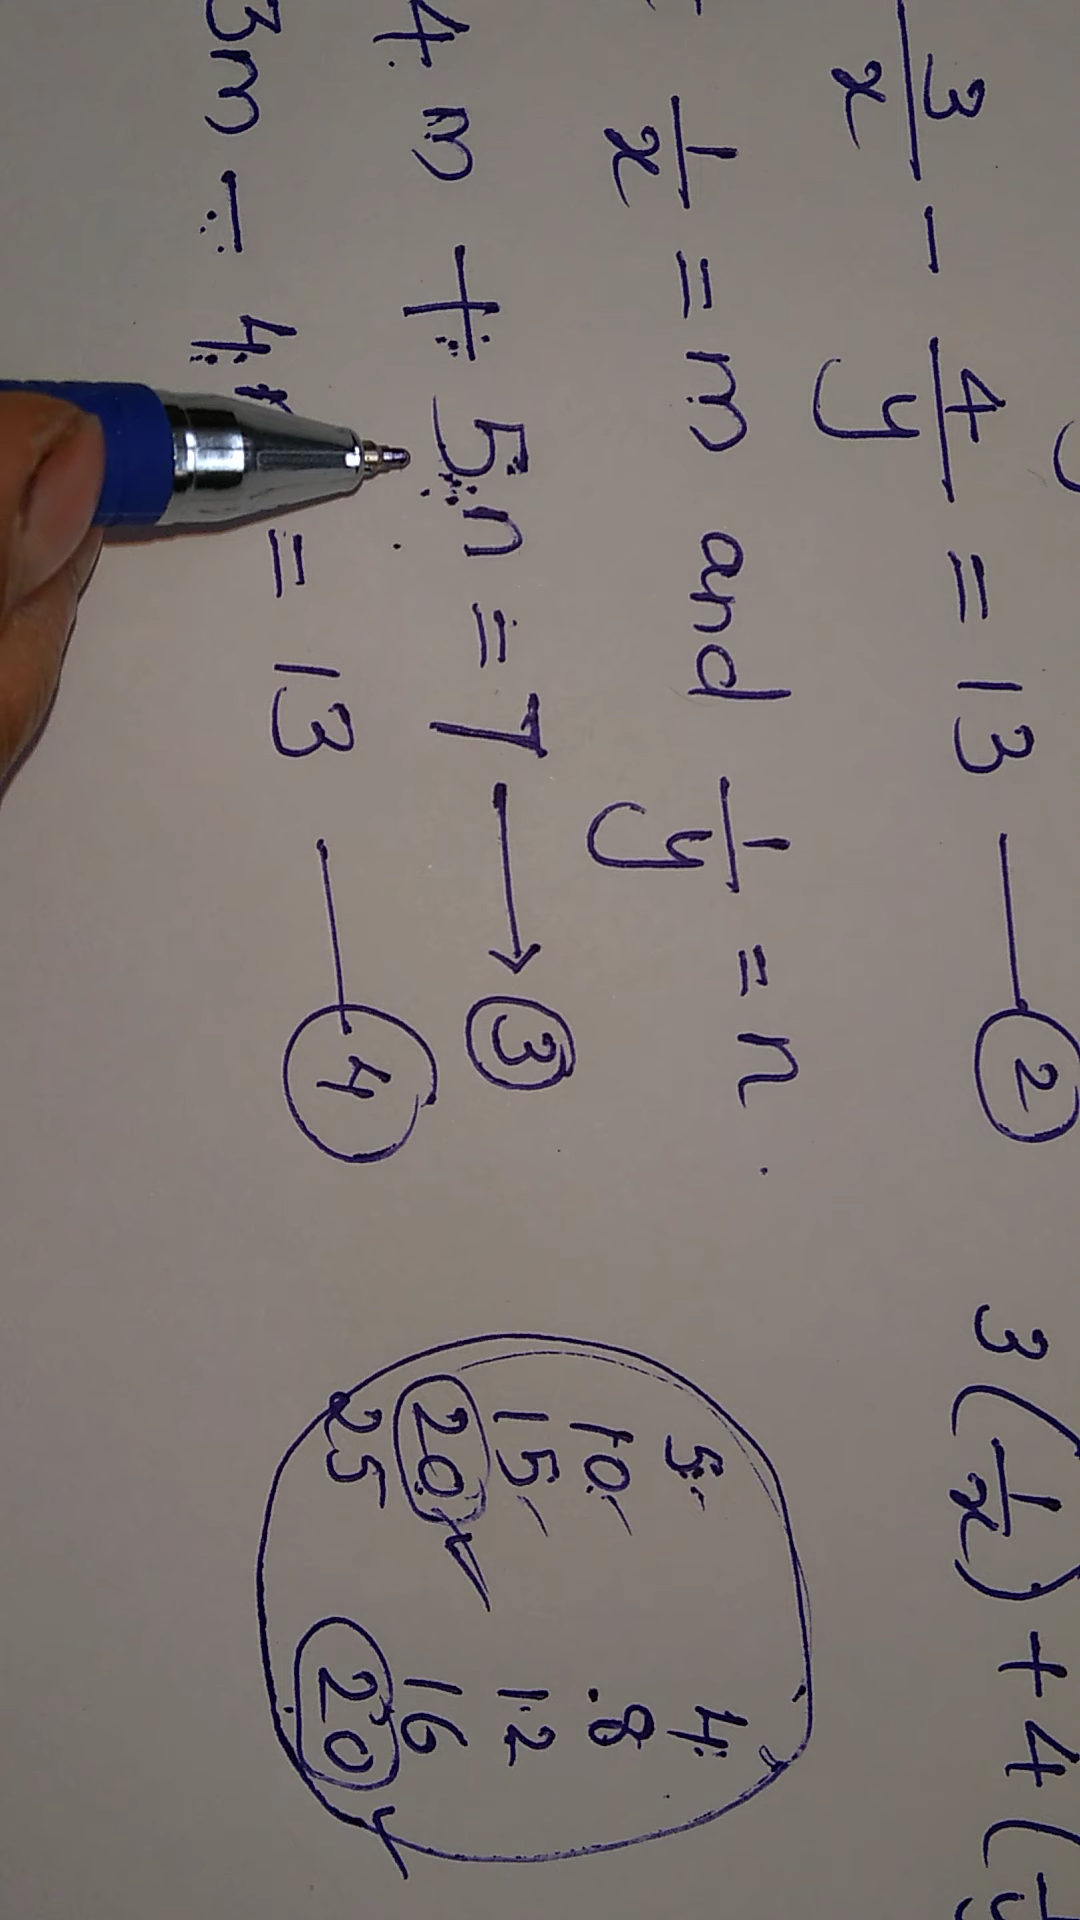 3/x - 4/y = 13 — ②
1/x = m and 1/y = n.
4m + 5n = 7 → ③
3m - 4n = 13 — ④
3(1/x) + 4(1/y
5 4
10 8
15 12
20 16
25 20